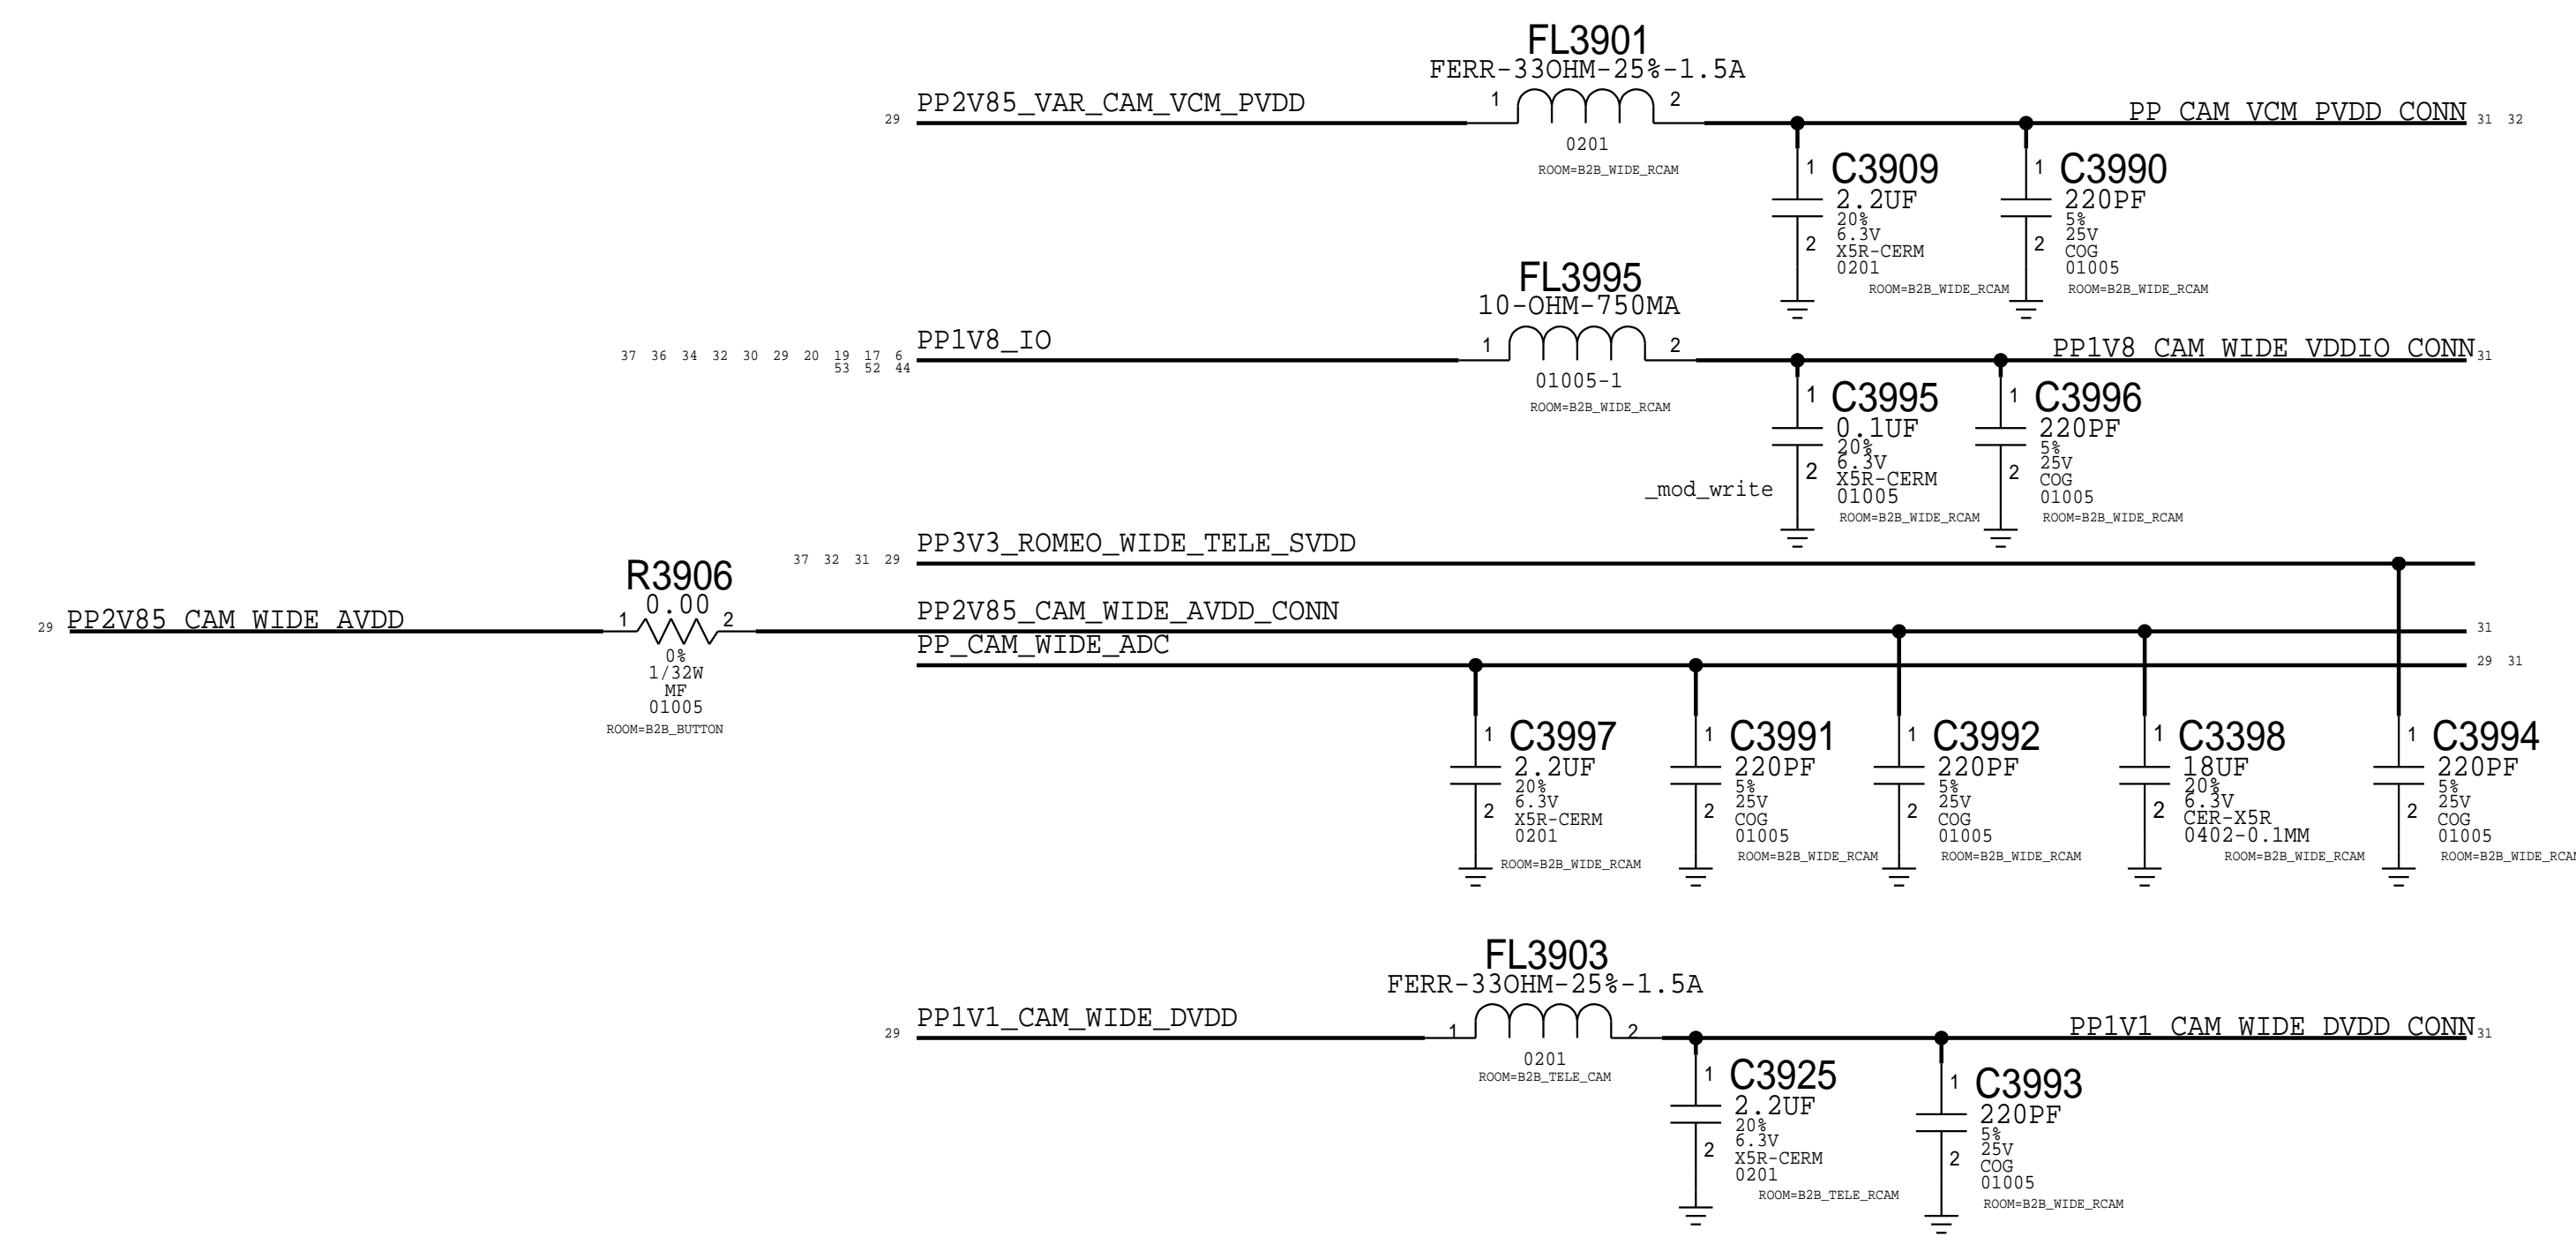 FL3901
FERR-33OHM-25%-1.5A
PP2V85_VAR_CAM_VCM_PVDD
1
2
PP_CAM_VCM_PVDD_CONN
29
31 32
0201
ROOM=B2B_WIDE_RCAM
1
C3909
2.2UF
20%
6.3V
2
X5R-CERM
0201
ROOM=B2B_WIDE_RCAM
1
C3990
220PF
5%
25V
2
COG
01005
ROOM=B2B_WIDE_RCAM
FL3995
10-OHM-750MA
PP1V8_IO
1
2
PP1V8_CAM_WIDE_VDDIO_CONN
37 36 34 32 30 29 20 19 17 6
53 52 44
31
01005-1
ROOM=B2B_WIDE_RCAM
1
C3995
0.1UF
20%
6.3V
2
X5R-CERM
01005
ROOM=B2B_WIDE_RCAM
_mod_write
1
C3996
220PF
5%
25V
2
COG
01005
ROOM=B2B_WIDE_RCAM
PP3V3_ROMEO_WIDE_TELE_SVDD
37 32 31 29
R3906
0.00
29
PP2V85_CAM_WIDE_AVDD
1
2
0%
1/32W
MF
01005
ROOM=B2B_BUTTON
PP2V85_CAM_WIDE_AVDD_CONN
31
PP_CAM_WIDE_ADC
29 31
1
C3997
2.2UF
20%
6.3V
2
X5R-CERM
0201
ROOM=B2B_WIDE_RCAM
1
C3991
220PF
5%
25V
2
COG
01005
ROOM=B2B_WIDE_RCAM
1
C3992
220PF
5%
25V
2
COG
01005
ROOM=B2B_WIDE_RCAM
1
C3398
18UF
20%
6.3V
2
CER-X5R
0402-0.1MM
ROOM=B2B_WIDE_RCAM
1
C3994
220PF
5%
25V
2
COG
01005
ROOM=B2B_WIDE_RCAM
FL3903
FERR-33OHM-25%-1.5A
PP1V1_CAM_WIDE_DVDD
1
2
PP1V1_CAM_WIDE_DVDD_CONN
29
31
0201
ROOM=B2B_TELE_CAM
1
C3925
2.2UF
20%
6.3V
2
X5R-CERM
0201
ROOM=B2B_TELE_RCAM
1
C3993
220PF
5%
25V
2
COG
01005
ROOM=B2B_WIDE_RCAM